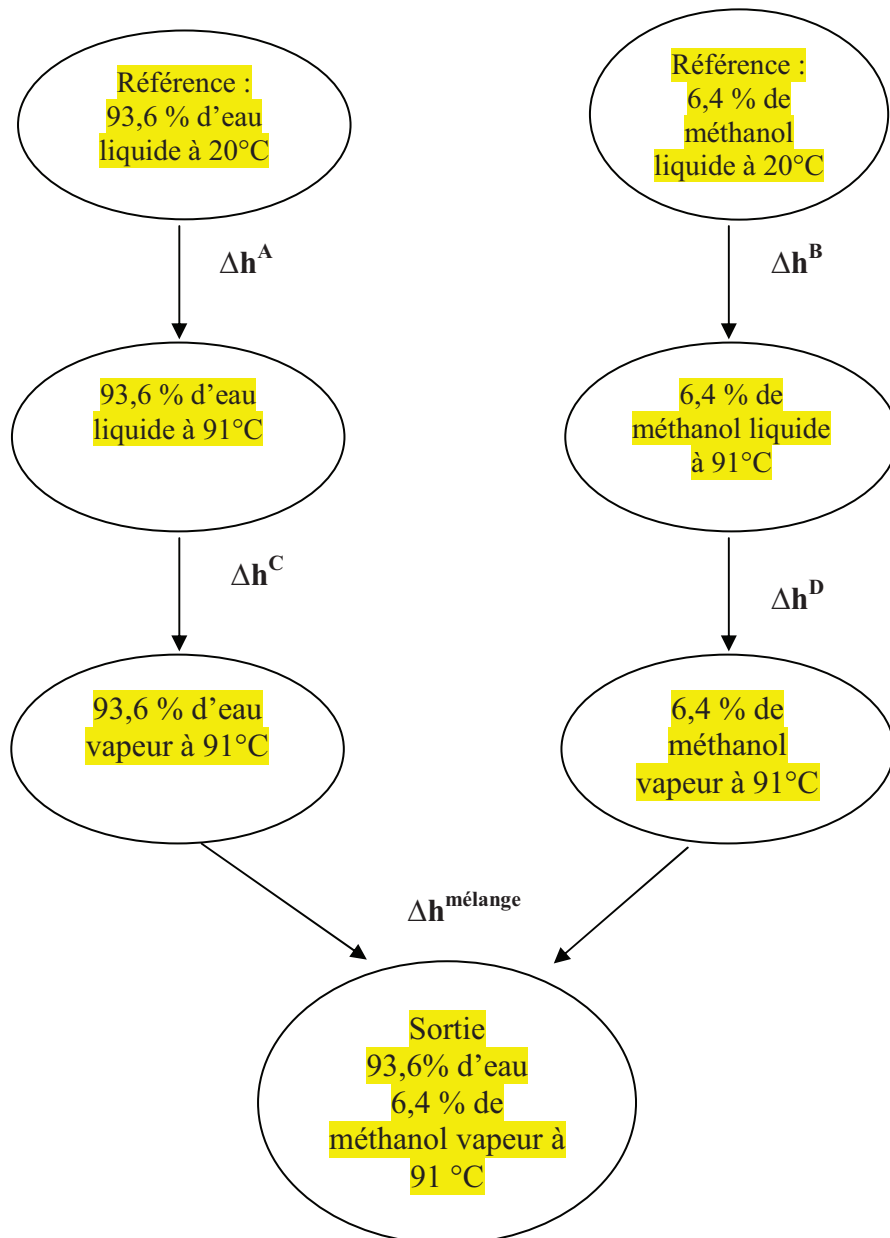 Référence :
93,6 % d’eau
liquide à 20°C
Référence :
6,4 % de
méthanol
liquide à 20°C
Δh^A
Δh^B
93,6 % d’eau
liquide à 91°C
6,4 % de
méthanol liquide
à 91°C
Δh^C
Δh^D
93,6 % d’eau
vapeur à 91°C
6,4 % de
méthanol
vapeur à 91°C
Δh^mélange
Sortie
93,6% d’eau
6,4 % de
méthanol vapeur à
91 °C